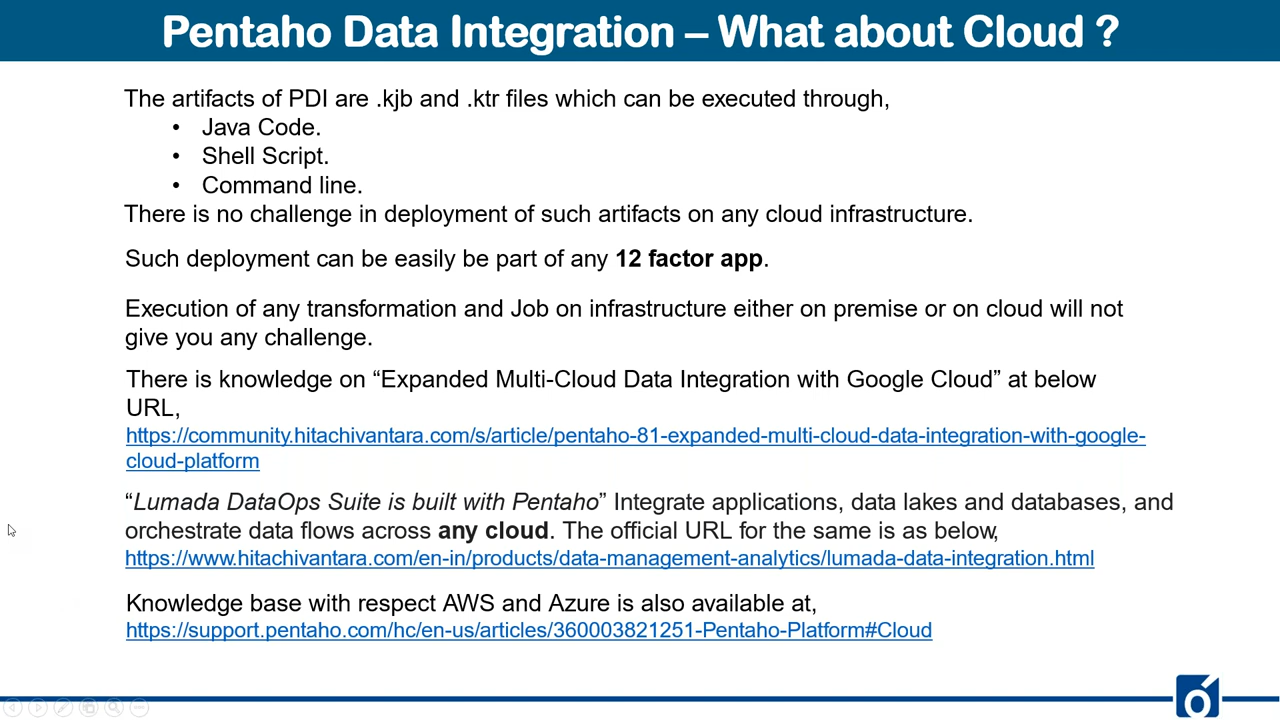 Pentaho Data Integration – What about Cloud ?
The artifacts of PDI are .kjb and .ktr files which can be executed through,
• Java Code.
• Shell Script.
• Command line.
There is no challenge in deployment of such artifacts on any cloud infrastructure.
Such deployment can be easily be part of any 12 factor app.
Execution of any transformation and Job on infrastructure either on premise or on cloud will not
give you any challenge.
There is knowledge on “Expanded Multi-Cloud Data Integration with Google Cloud” at below
URL,
https://community.hitachivantara.com/s/article/pentaho-81-expanded-multi-cloud-data-integration-with-google-
cloud-platform
“Lumada DataOps Suite is built with Pentaho” Integrate applications, data lakes and databases, and
orchestrate data flows across any cloud. The official URL for the same is as below,
https://www.hitachivantara.com/en-in/products/data-management-analytics/lumada-data-integration.html
Knowledge base with respect AWS and Azure is also available at,
https://support.pentaho.com/hc/en-us/articles/360003821251-Pentaho-Platform#Cloud